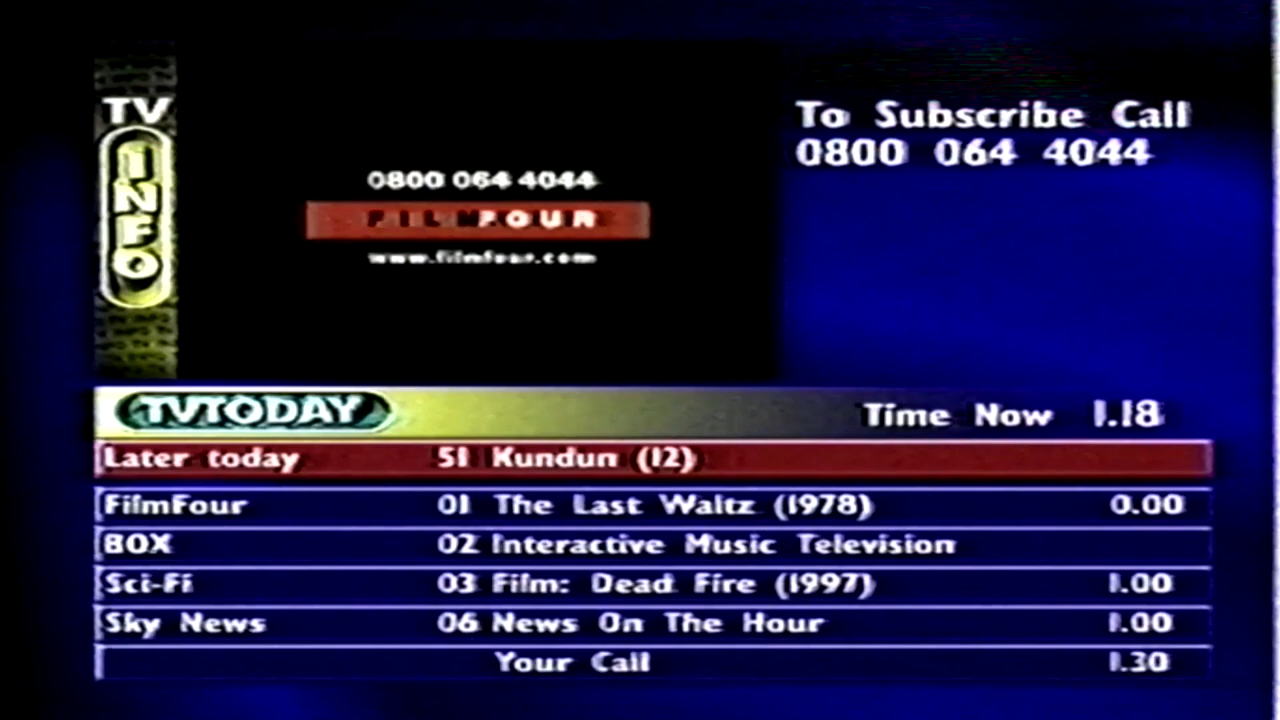 TV
INFO
0800 064 4044
FILMFOUR
www.filmfour.com
To Subscribe Call
0800 064 4044
TVTODAY
Time Now 1.18
Later today 51 Kundun (12)
FilmFour 01 The Last Waltz (1978) 0.00
BOX 02 Interactive Music Television
Sci-Fi 03 Film: Dead Fire (1997) 1.00
Sky News 06 News On The Hour 1.00
Your Call 1.30